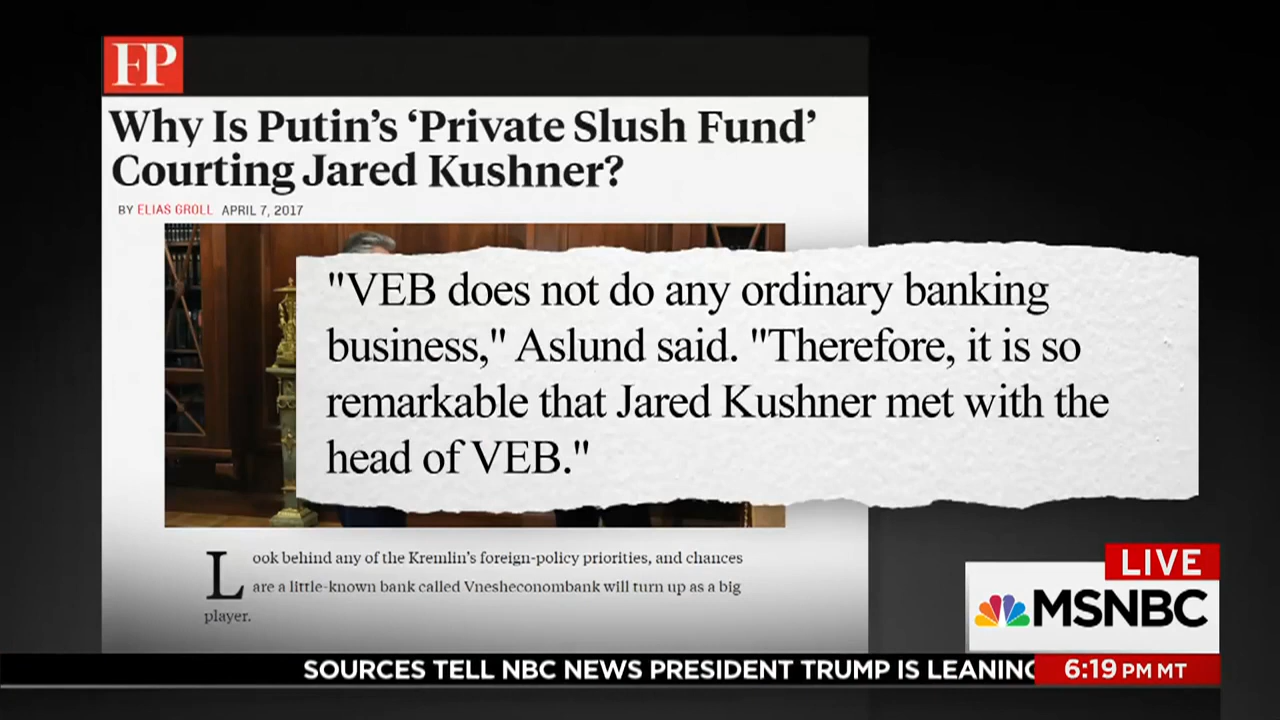 FP
Why Is Putin's ‘Private Slush Fund’
Courting Jared Kushner?
BY ELIAS GROLL APRIL 7, 2017
"VEB does not do any ordinary banking
business," Aslund said. "Therefore, it is so
remarkable that Jared Kushner met with the
head of VEB."
Look behind any of the Kremlin's foreign-policy priorities, and chances
are a little-known bank called Vnesheconombank will turn up as a big
player.
LIVE
MSNBC
SOURCES TELL NBC NEWS PRESIDENT TRUMP IS LEANING
6:19 PM MT